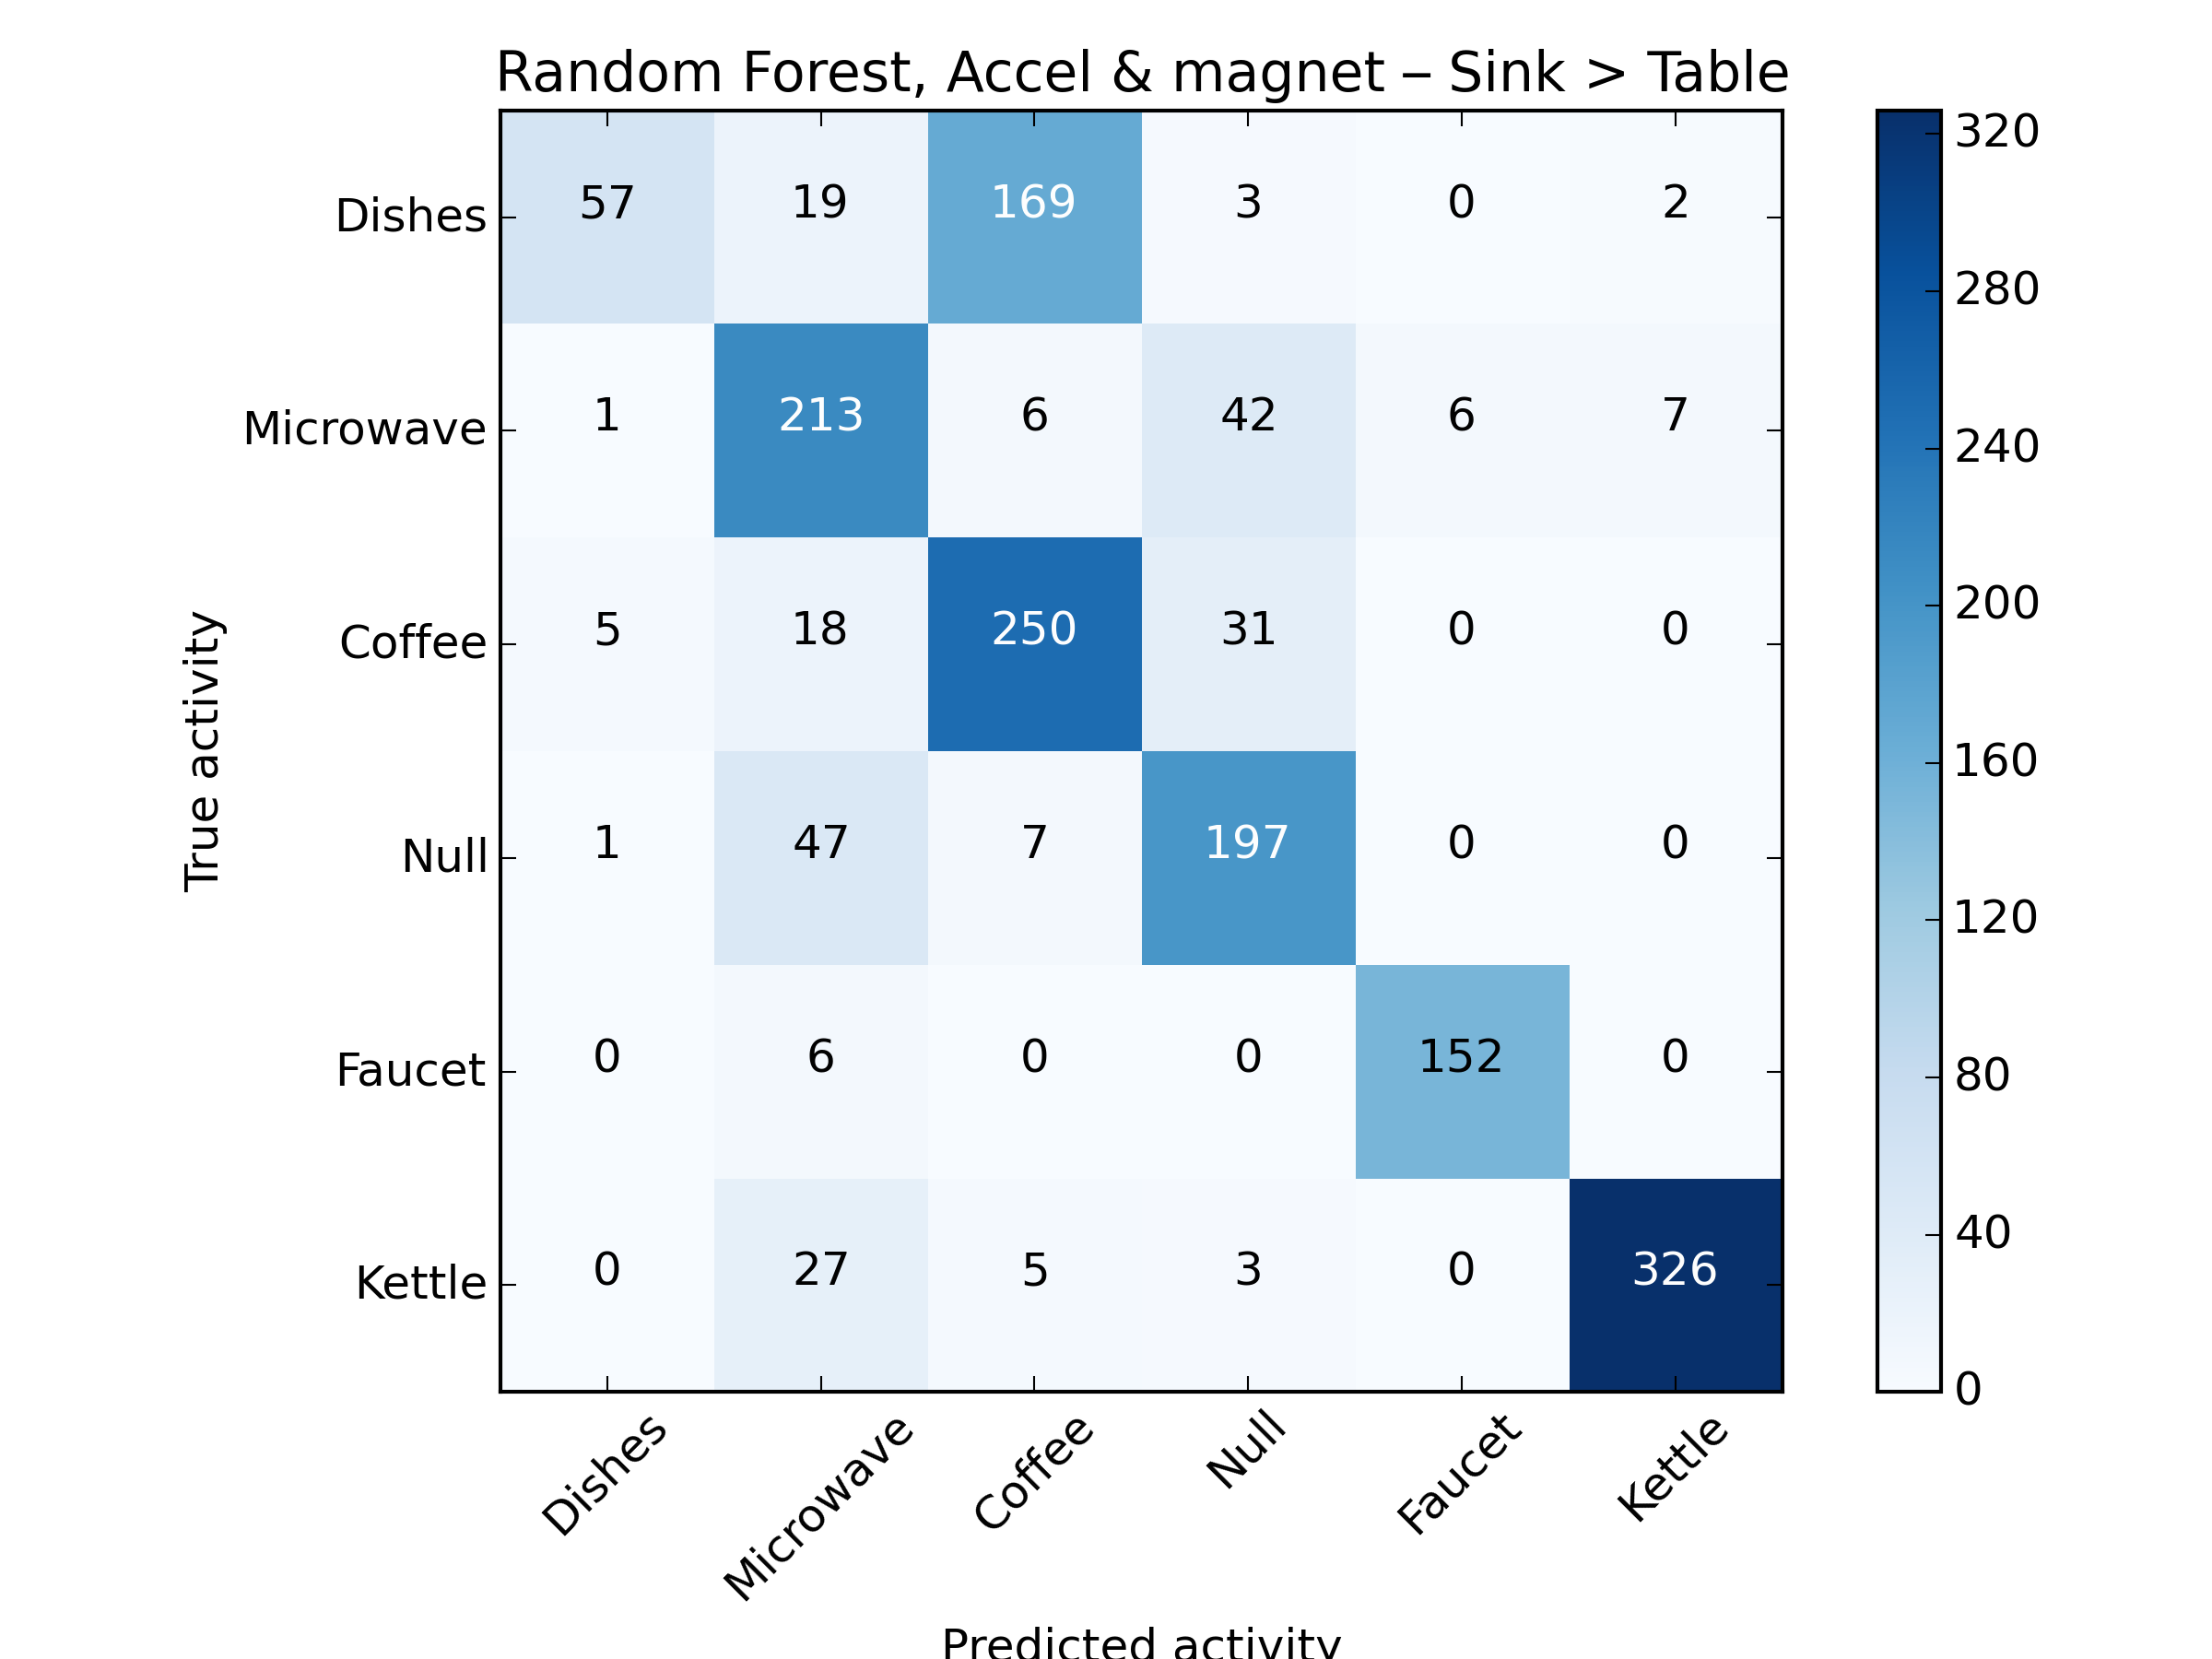 Random Forest, Accel & magnet – Sink > Table
Dishes 57 19 169 3 0 2
Microwave 1 213 6 42 6 7
Coffee 5 18 250 31 0 0
Null 1 47 7 197 0 0
Faucet 0 6 0 0 152 0
Kettle 0 27 5 3 0 326
True activity
Dishes Microwave Coffee Null Faucet Kettle
Predicted activity
320
280
240
200
160
120
80
40
0